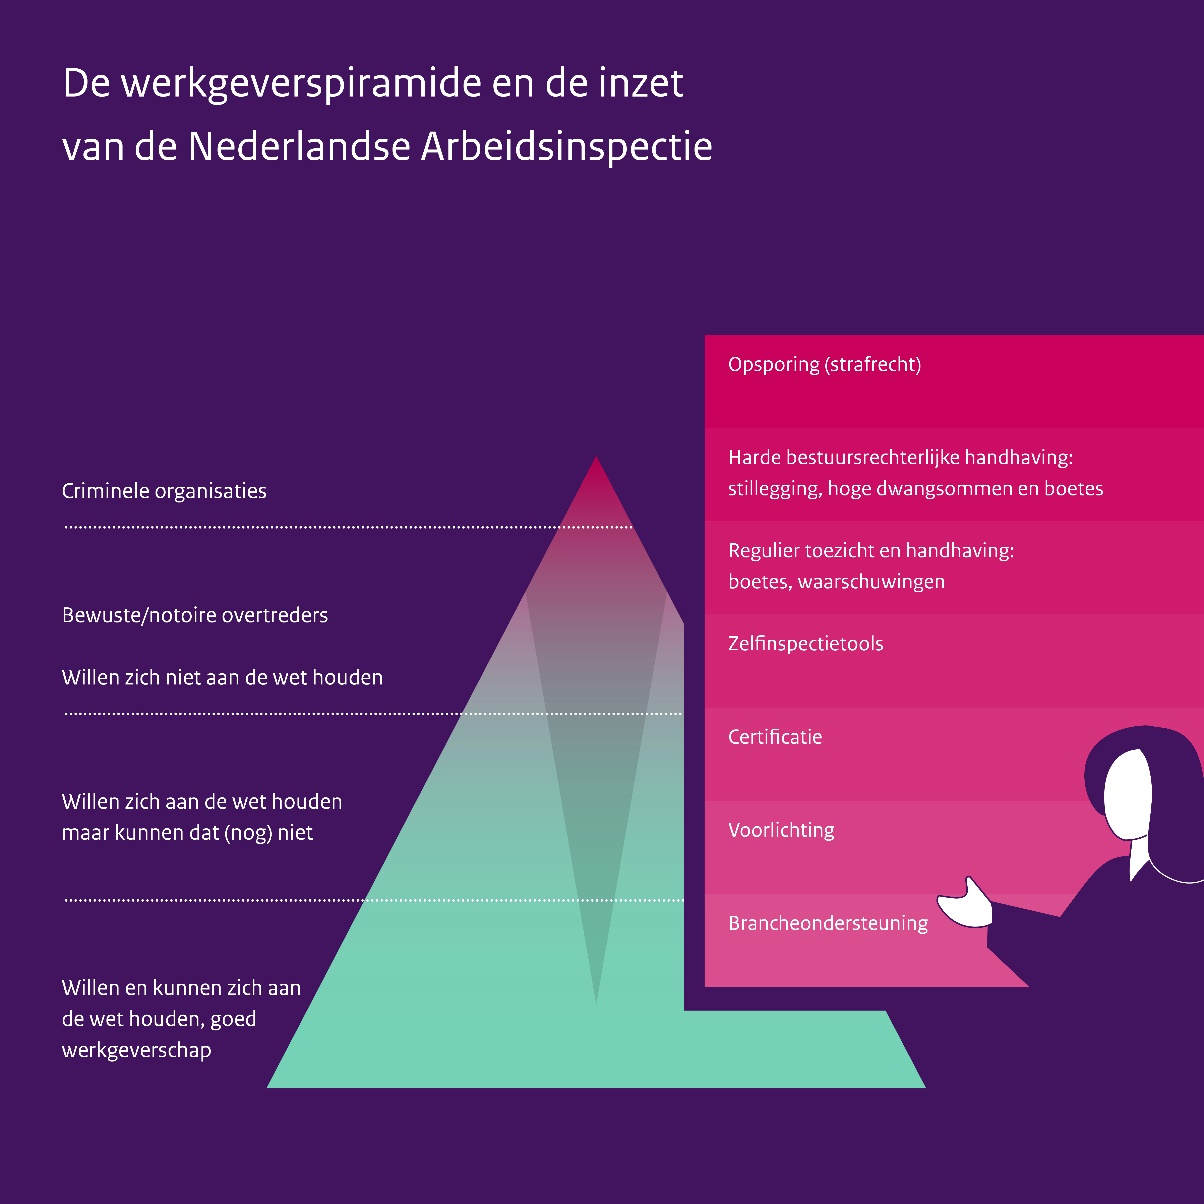 De werkgeverspiramide en de inzet
van de Nederlandse Arbeidsinspectie
Criminele organisaties
Bewuste/notoire overtreders
Willen zich niet aan de wet houden
Willen zich aan de wet houden
maar kunnen dat (nog) niet
Willen en kunnen zich aan
de wet houden, goed
werkgeverschap
Opsporing (strafrecht)
Harde bestuursrechterlijke handhaving:
stillegging, hoge dwangsommen en boetes
Regulier toezicht en handhaving:
boetes, waarschuwingen
Zelfinspectietools
Certificatie
Voorlichting
Brancheondersteuning